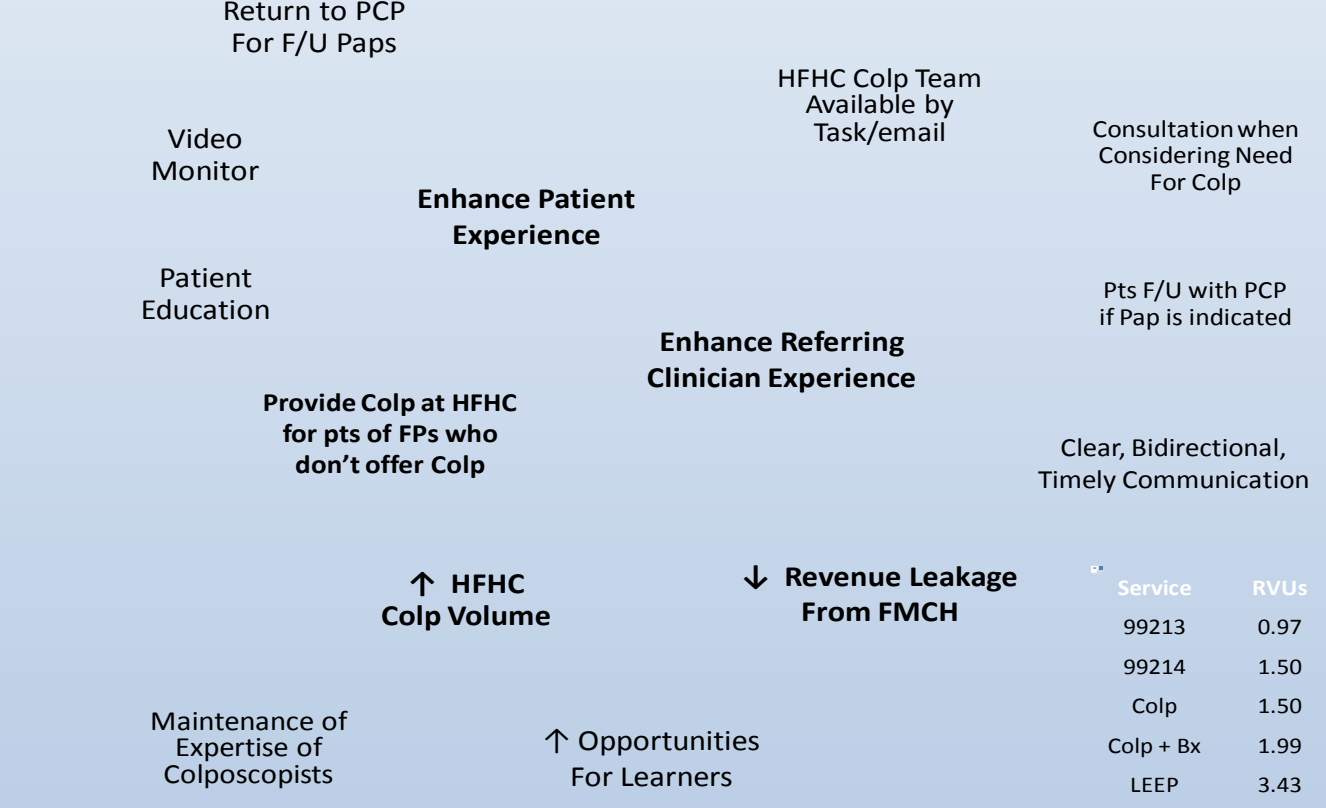 Return to PCP
For F/U Paps
HFHC Colp Team
Available by
Task/email
Consultation when
Considering Need
For Colp
Video
Monitor
Enhance Patient
Experience
Patient
Education
Pts F/U with PCP
if Pap is indicated
Enhance Referring
Clinician Experience
Provide Colp at HFHC
for pts of FPs who
don’t offer Colp
Clear, Bidirectional,
Timely Communication
↑ HFHC
Colp Volume
↓ Revenue Leakage
From FMCH
Service RVUs
99213 0.97
99214 1.50
Colp 1.50
Colp + Bx 1.99
LEEP 3.43
Maintenance of
Expertise of
Colposcopists
↑ Opportunities
For Learners